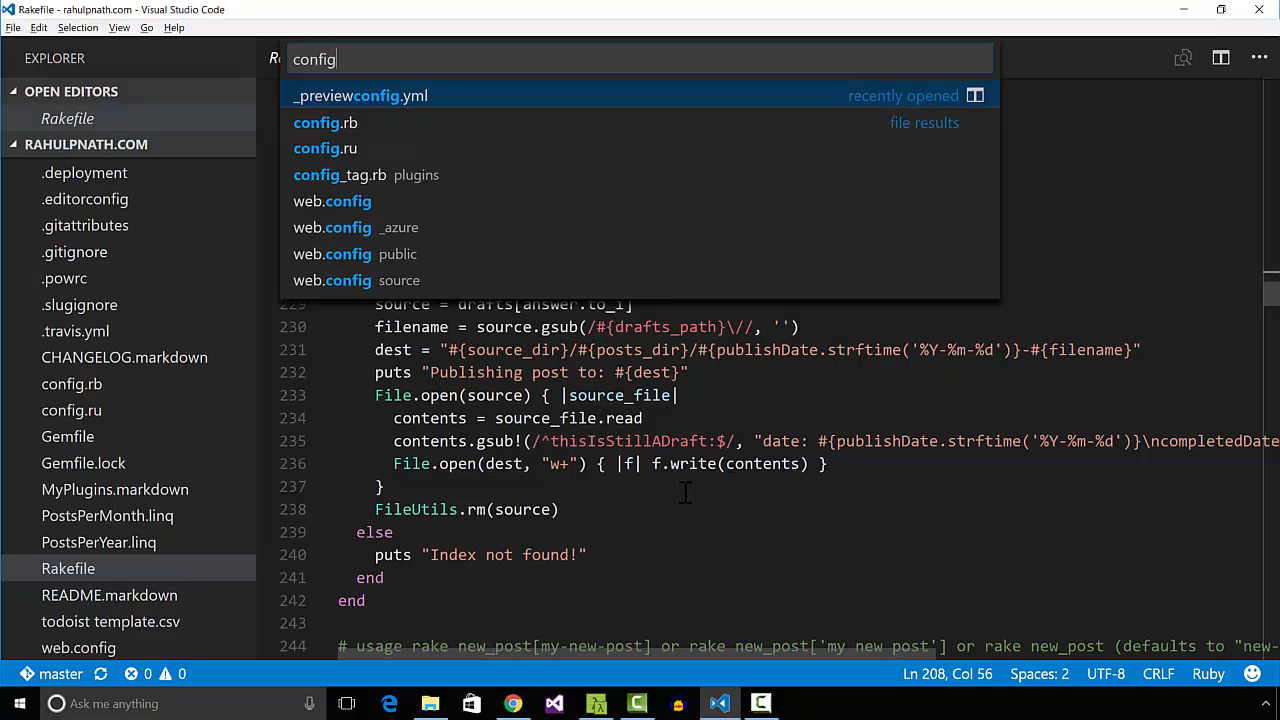 Rakefile - rahulpnath.com - Visual Studio Code
File Edit Selection View Go Help
EXPLORER
OPEN EDITORS
Rakefile
RAHULPNATH.COM
.deployment
.editorconfig
.gitattributes
.gitignore
.powrc
.slugignore
.travis.yml
CHANGELOG.markdown
config.rb
config.ru
Gemfile
Gemfile.lock
MyPlugins.markdown
PostsPerMonth.linq
PostsPerYear.linq
Rakefile
README.markdown
todoist template.csv
web.config
config
_previewconfig.yml recently opened
config.rb file results
config.ru
config_tag.rb plugins
web.config
web.config _azure
web.config public
web.config source
229 source = drafts[answer.to_i]
230 filename = source.gsub(/#{drafts_path}\//, '')
231 dest = "#{source_dir}/#{posts_dir}/#{publishDate.strftime('%Y-%m-%d')}-#{filename}"
232 puts "Publishing post to: #{dest}"
233 File.open(source) { |source_file|
234 contents = source_file.read
235 contents.gsub!(/^thisIsStillADraft:$/, "date: #{publishDate.strftime('%Y-%m-%d')}\ncompletedDate
236 File.open(dest, "w+") { |f| f.write(contents) }
237 }
238 FileUtils.rm(source)
239 else
240 puts "Index not found!"
241 end
242 end
243
244 # usage rake new_post[my-new-post] or rake new_post['my new post'] or rake new_post (defaults to "new-
master 0 0 Ln 208, Col 56 Spaces: 2 UTF-8 CRLF Ruby
Ask me anything